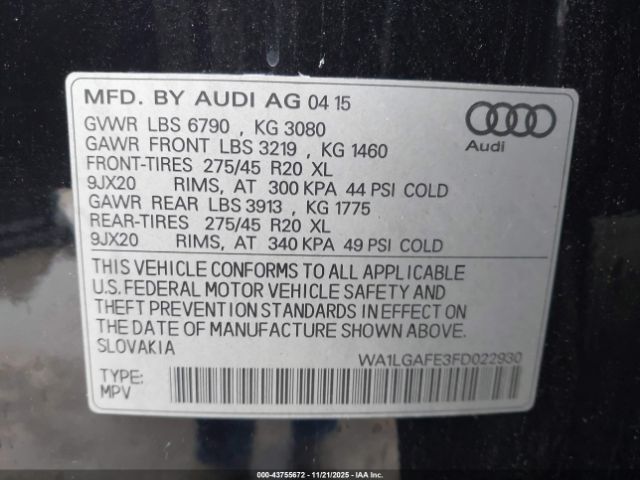 MFD. BY AUDI AG 04 15
GVWR LBS 6790 , KG 3080
GAWR FRONT LBS 3219 , KG 1460
FRONT-TIRES 275/45 R20 XL
9JX20 RIMS, AT 300 KPA 44 PSI COLD
GAWR REAR LBS 3913 , KG 1775
REAR-TIRES 275/45 R20 XL
9JX20 RIMS, AT 340 KPA 49 PSI COLD
Audi
THIS VEHICLE CONFORMS TO ALL APPLICABLE
U.S. FEDERAL MOTOR VEHICLE SAFETY AND
THEFT PREVENTION STANDARDS IN EFFECT ON
THE DATE OF MANUFACTURE SHOWN ABOVE.
SLOVAKIA
WA1LGAFE3FD022930
TYPE:
MPV
000-43755672 - 11/21/2025 - IAA Inc.